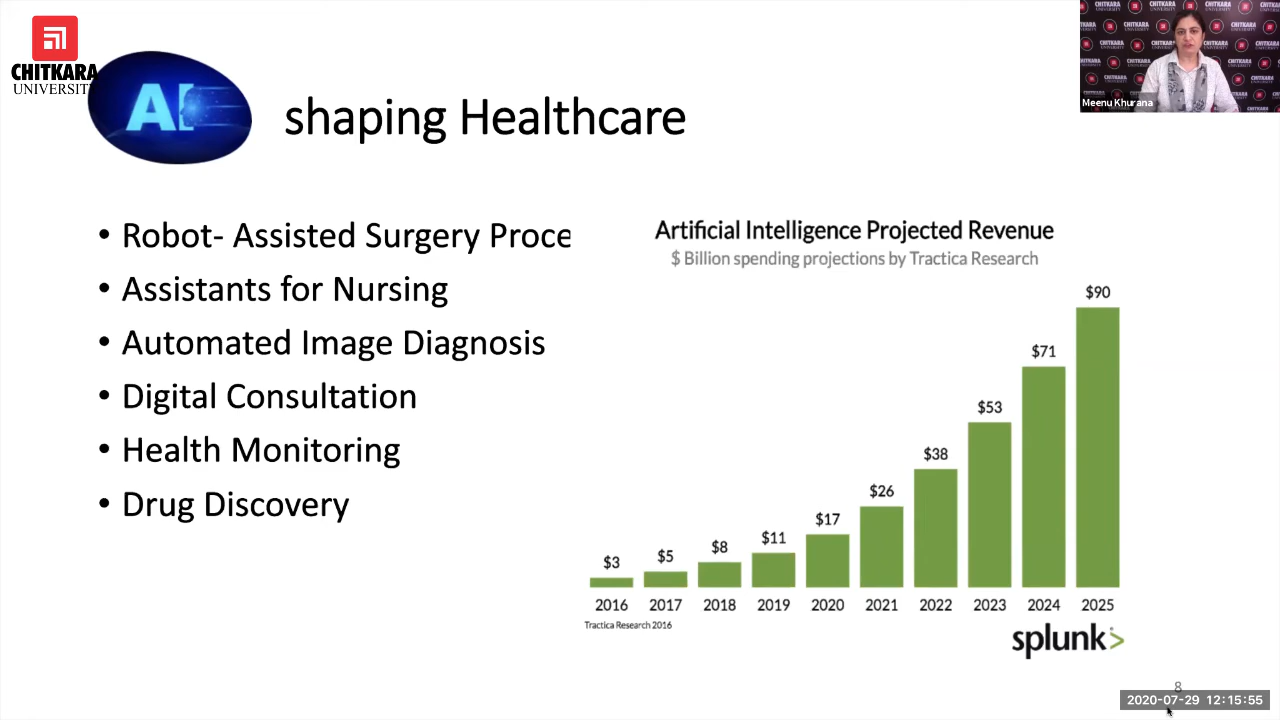 CHITKARA
UNIVERSITY
AI
shaping Healthcare
Meenu Khurana
• Robot- Assisted Surgery Proce
• Assistants for Nursing
• Automated Image Diagnosis
• Digital Consultation
• Health Monitoring
• Drug Discovery
Artificial Intelligence Projected Revenue
$ Billion spending projections by Tractica Research
$3 $5 $8 $11 $17 $26 $38 $53 $71 $90
2016 2017 2018 2019 2020 2021 2022 2023 2024 2025
Tractica Research 2016
splunk>
8
2020-07-29 12:15:55